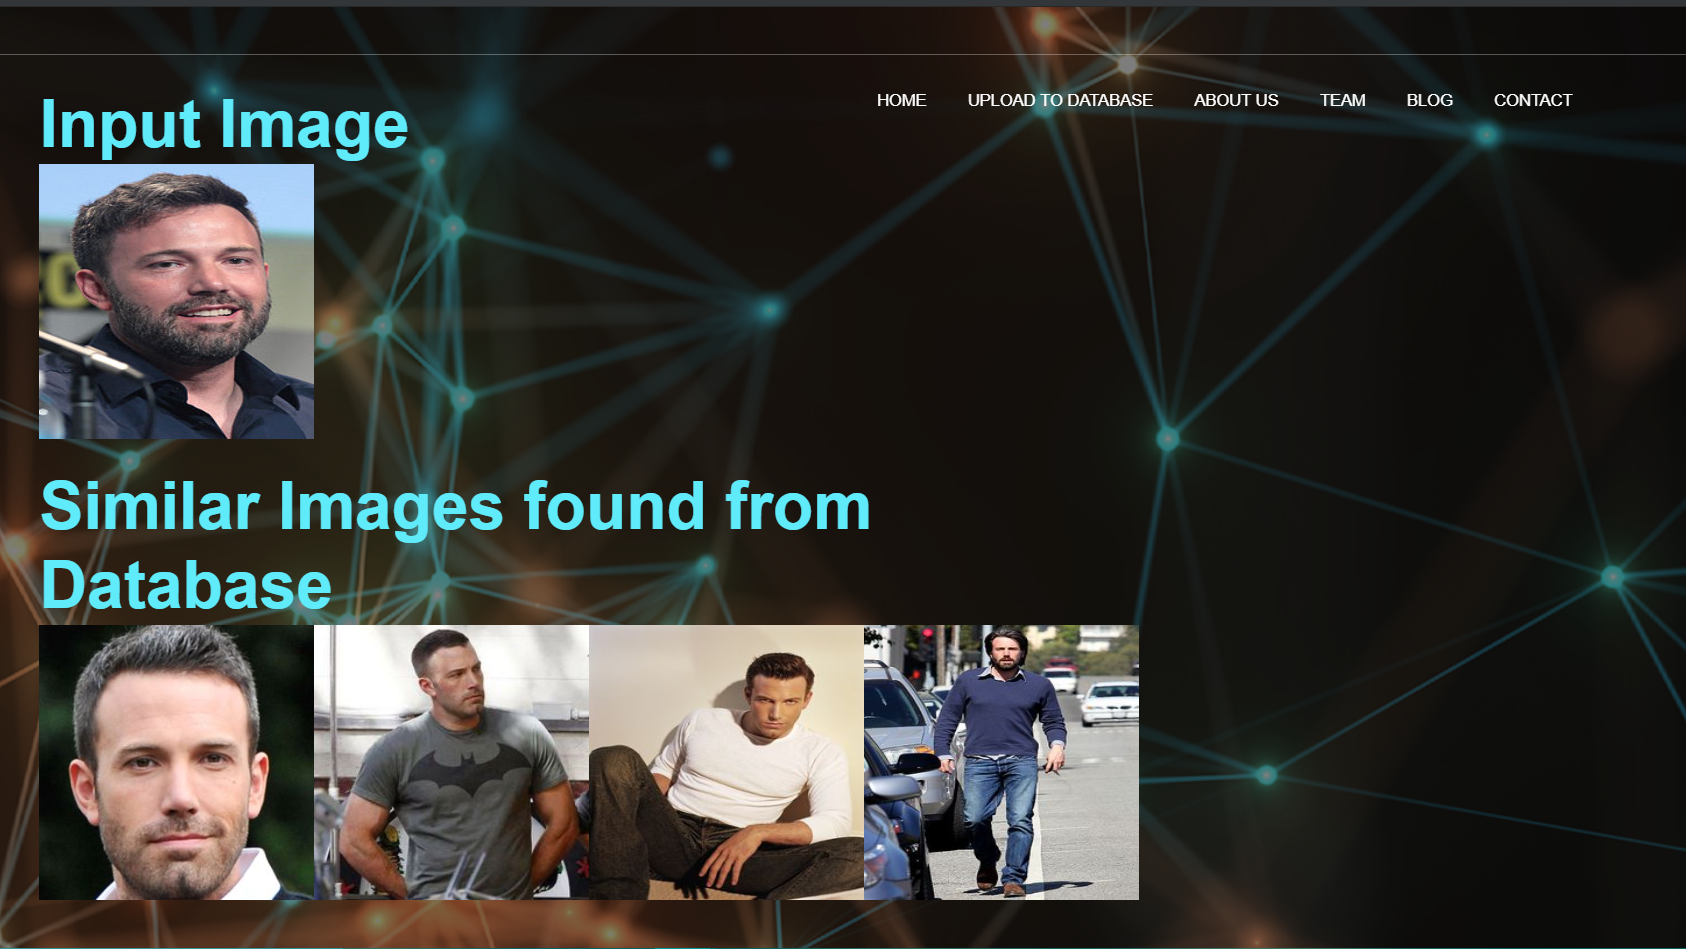 HOME UPLOAD TO DATABASE ABOUT US TEAM BLOG CONTACT
Input Image
Similar Images found from
Database